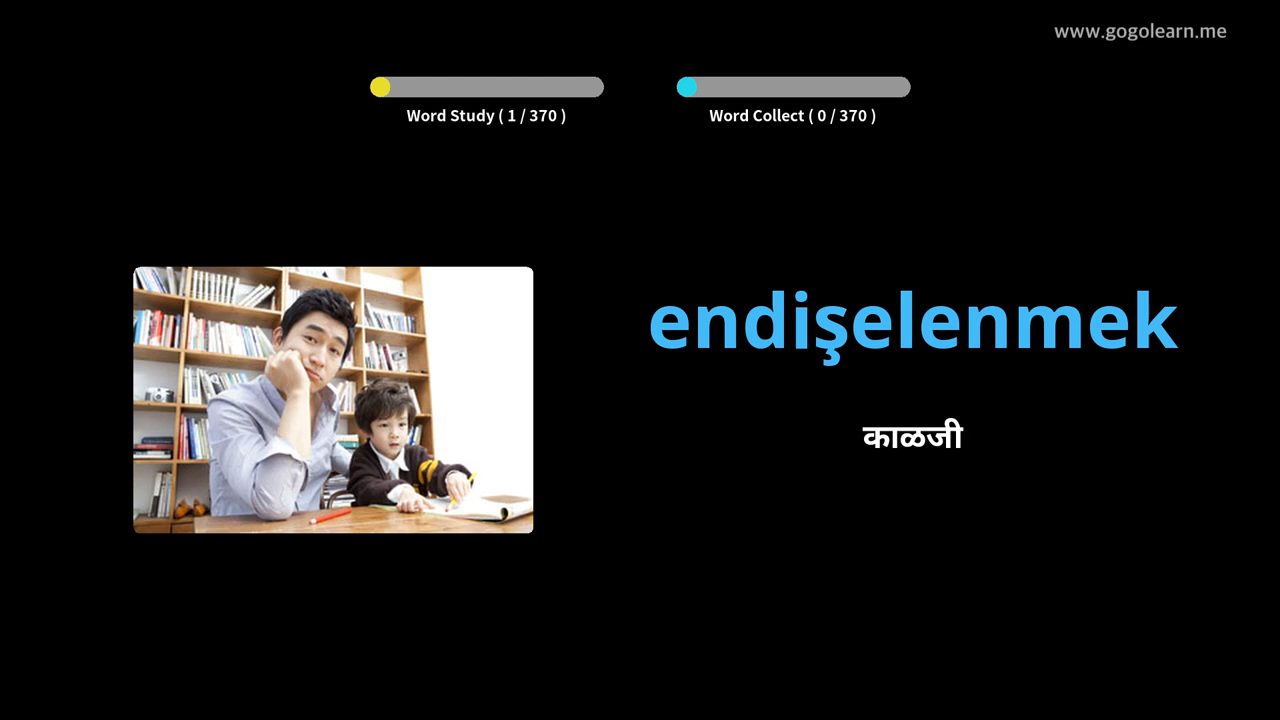 www.gogolearn.me
Word Study ( 1 / 370 )
Word Collect ( 0 / 370 )
endişelenmek
काळजी